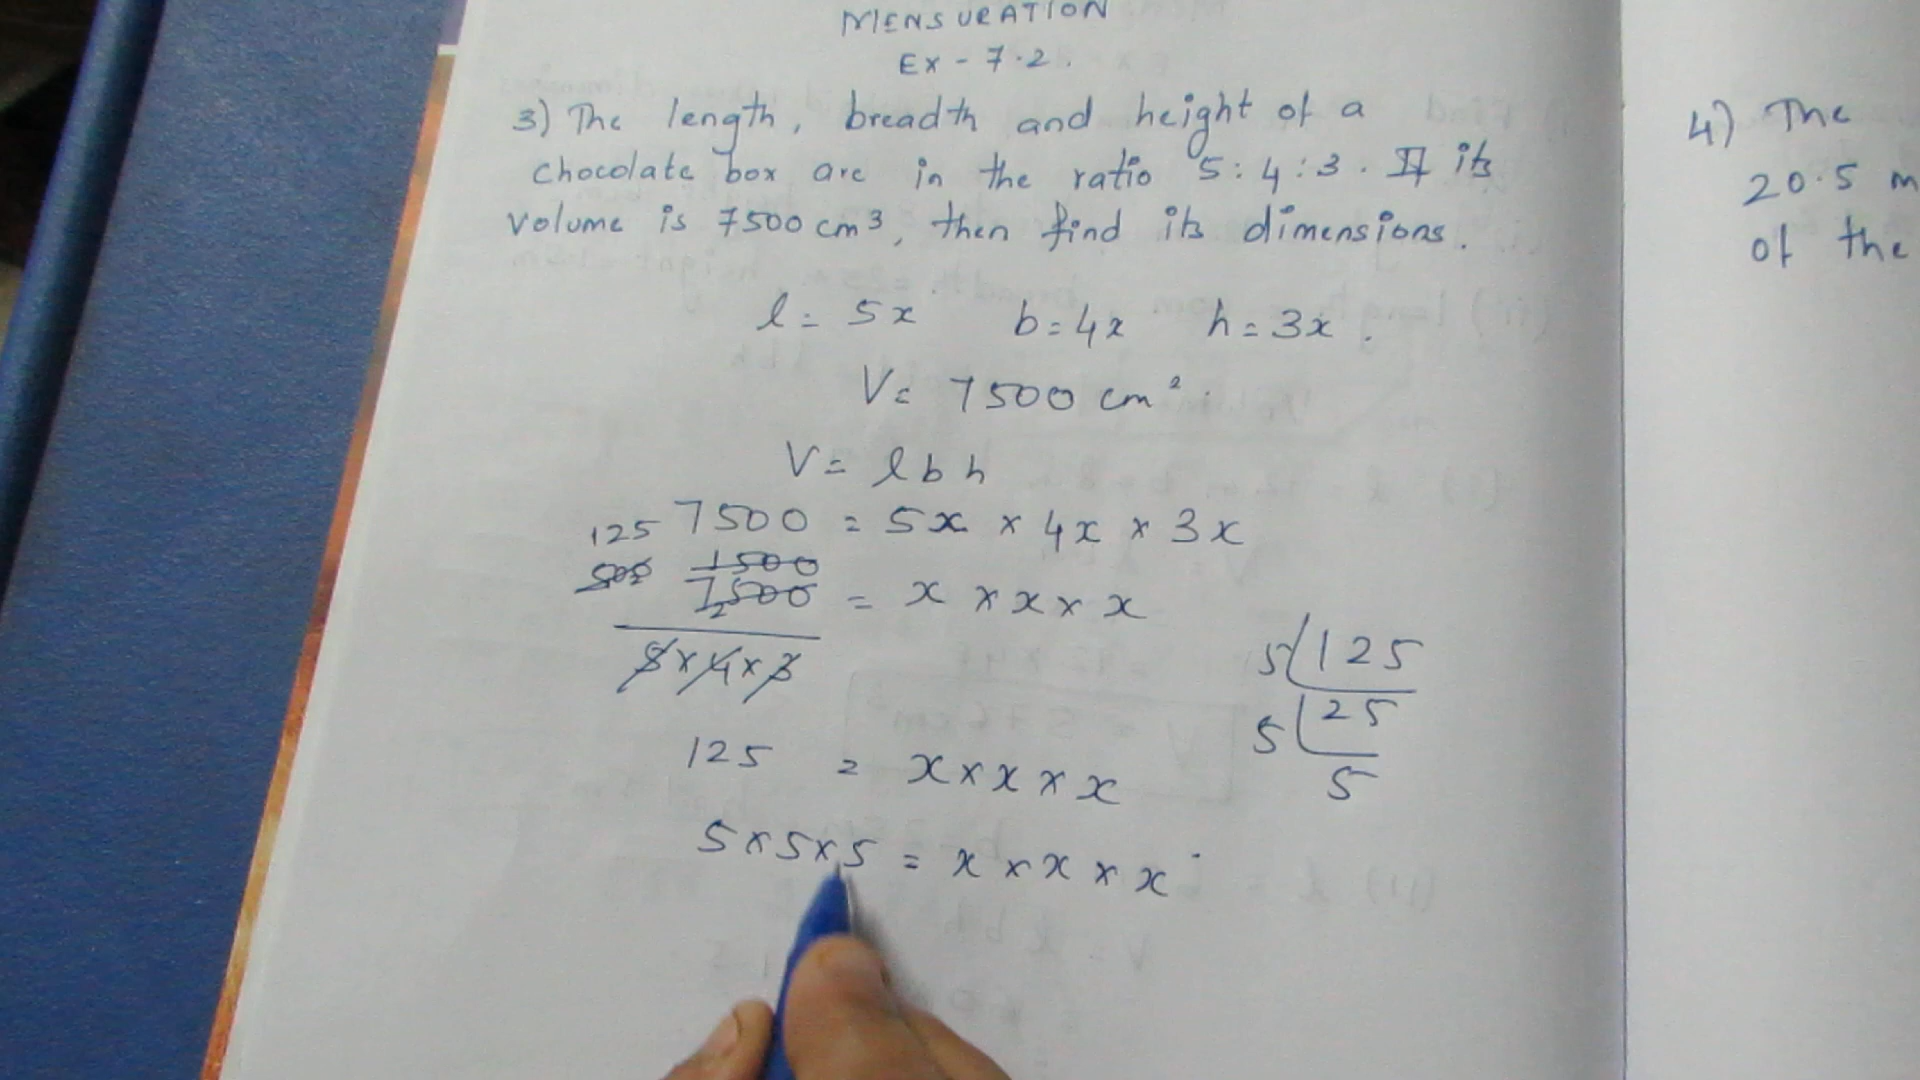 MENSURATION
Ex - 7.2.
3) The length, breadth and height of a
chocolate box are in the ratio 5:4:3. If its
volume is 7500 cm³, then find its dimensions.
l = 5x b = 4x h = 3x.
V = 7500 cm².
V = lbh
7500 = 5x × 4x × 3x
125
500 1500
7500 = x × x × x
5×4×3
125 = x × x × x
5×5×5 = x × x × x
5 125
5 25
5
4) The
20.5 m
of the